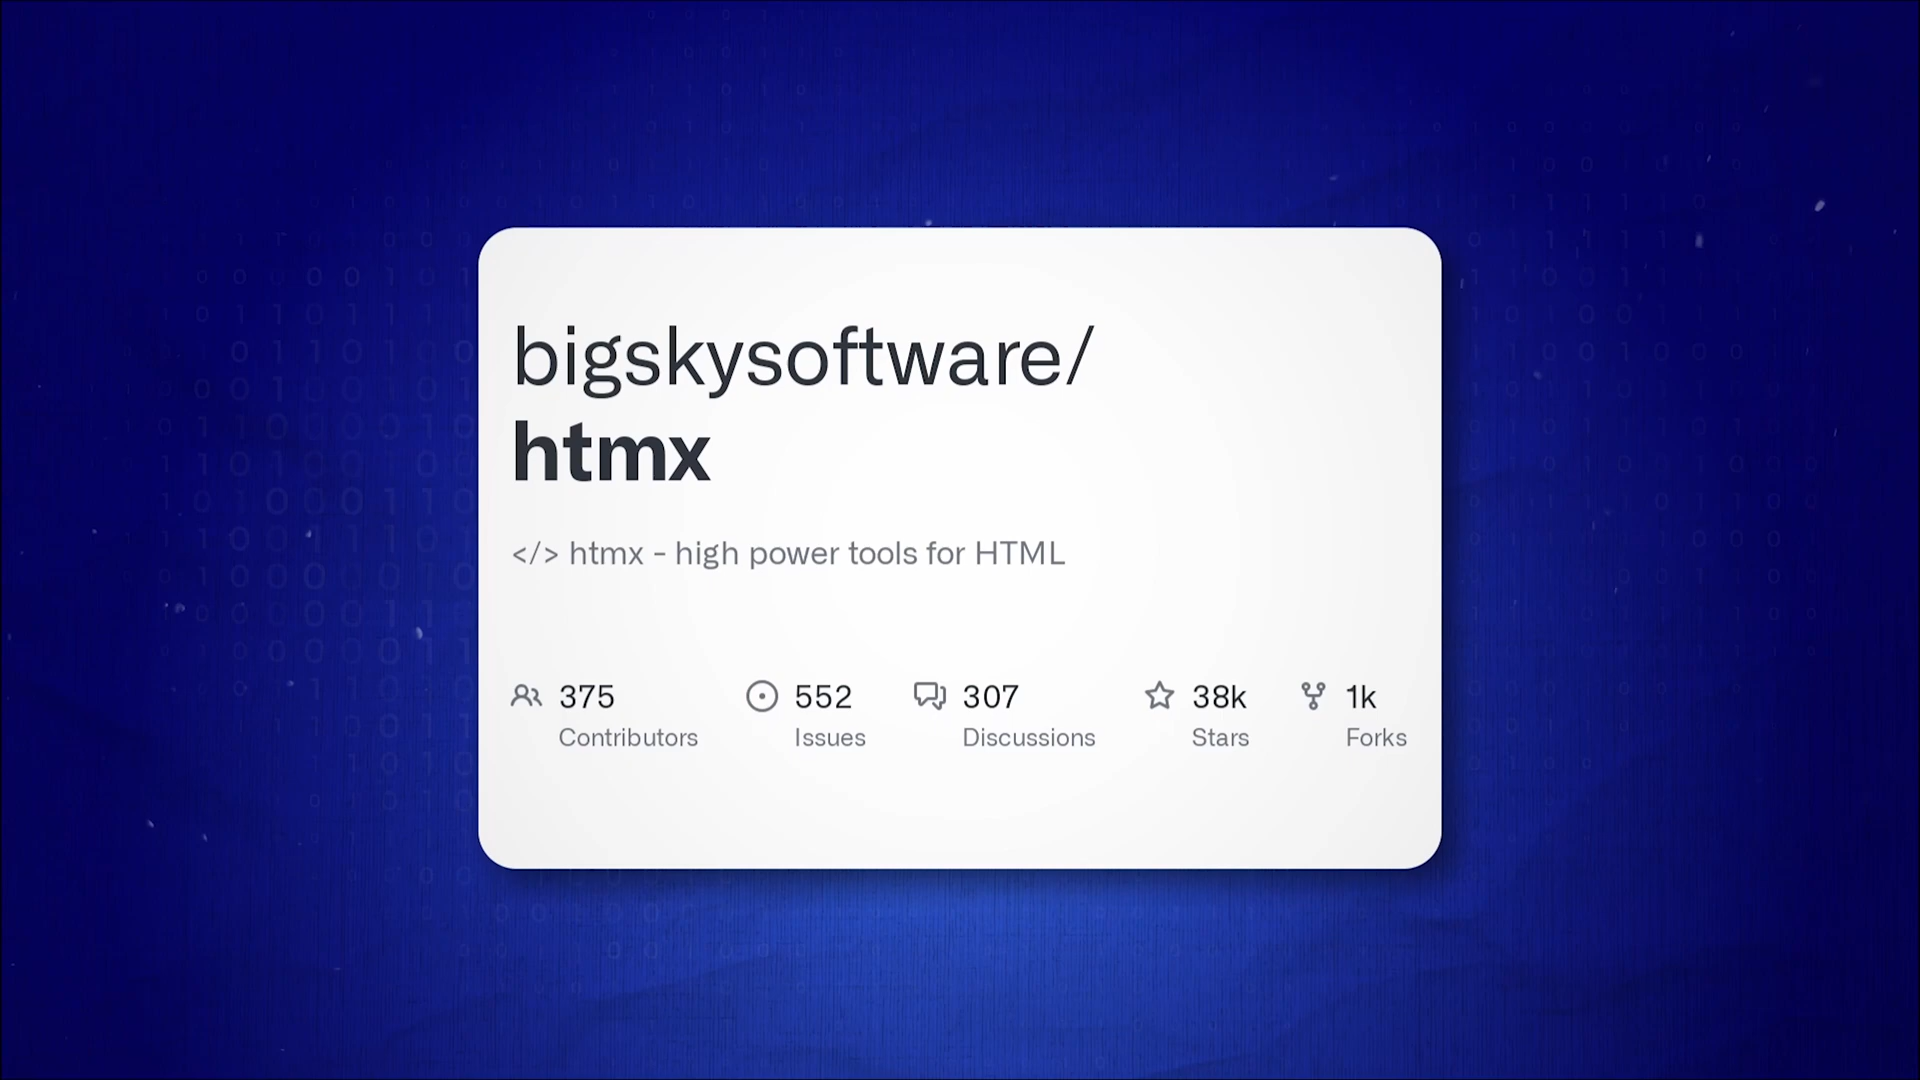 bigskysoftware/
htmx
</> htmx - high power tools for HTML
375 552 307 38k 1k
Contributors Issues Discussions Stars Forks